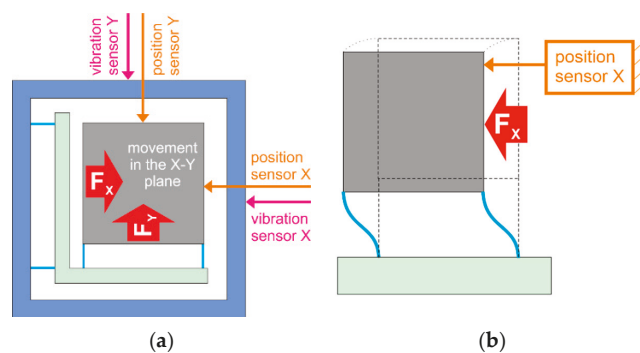 vibration
sensor Y
position
sensor Y
movement
in the X-Y
plane
FX
FY
position
sensor X
vibration
sensor X
(a)
position
sensor X
FX
(b)